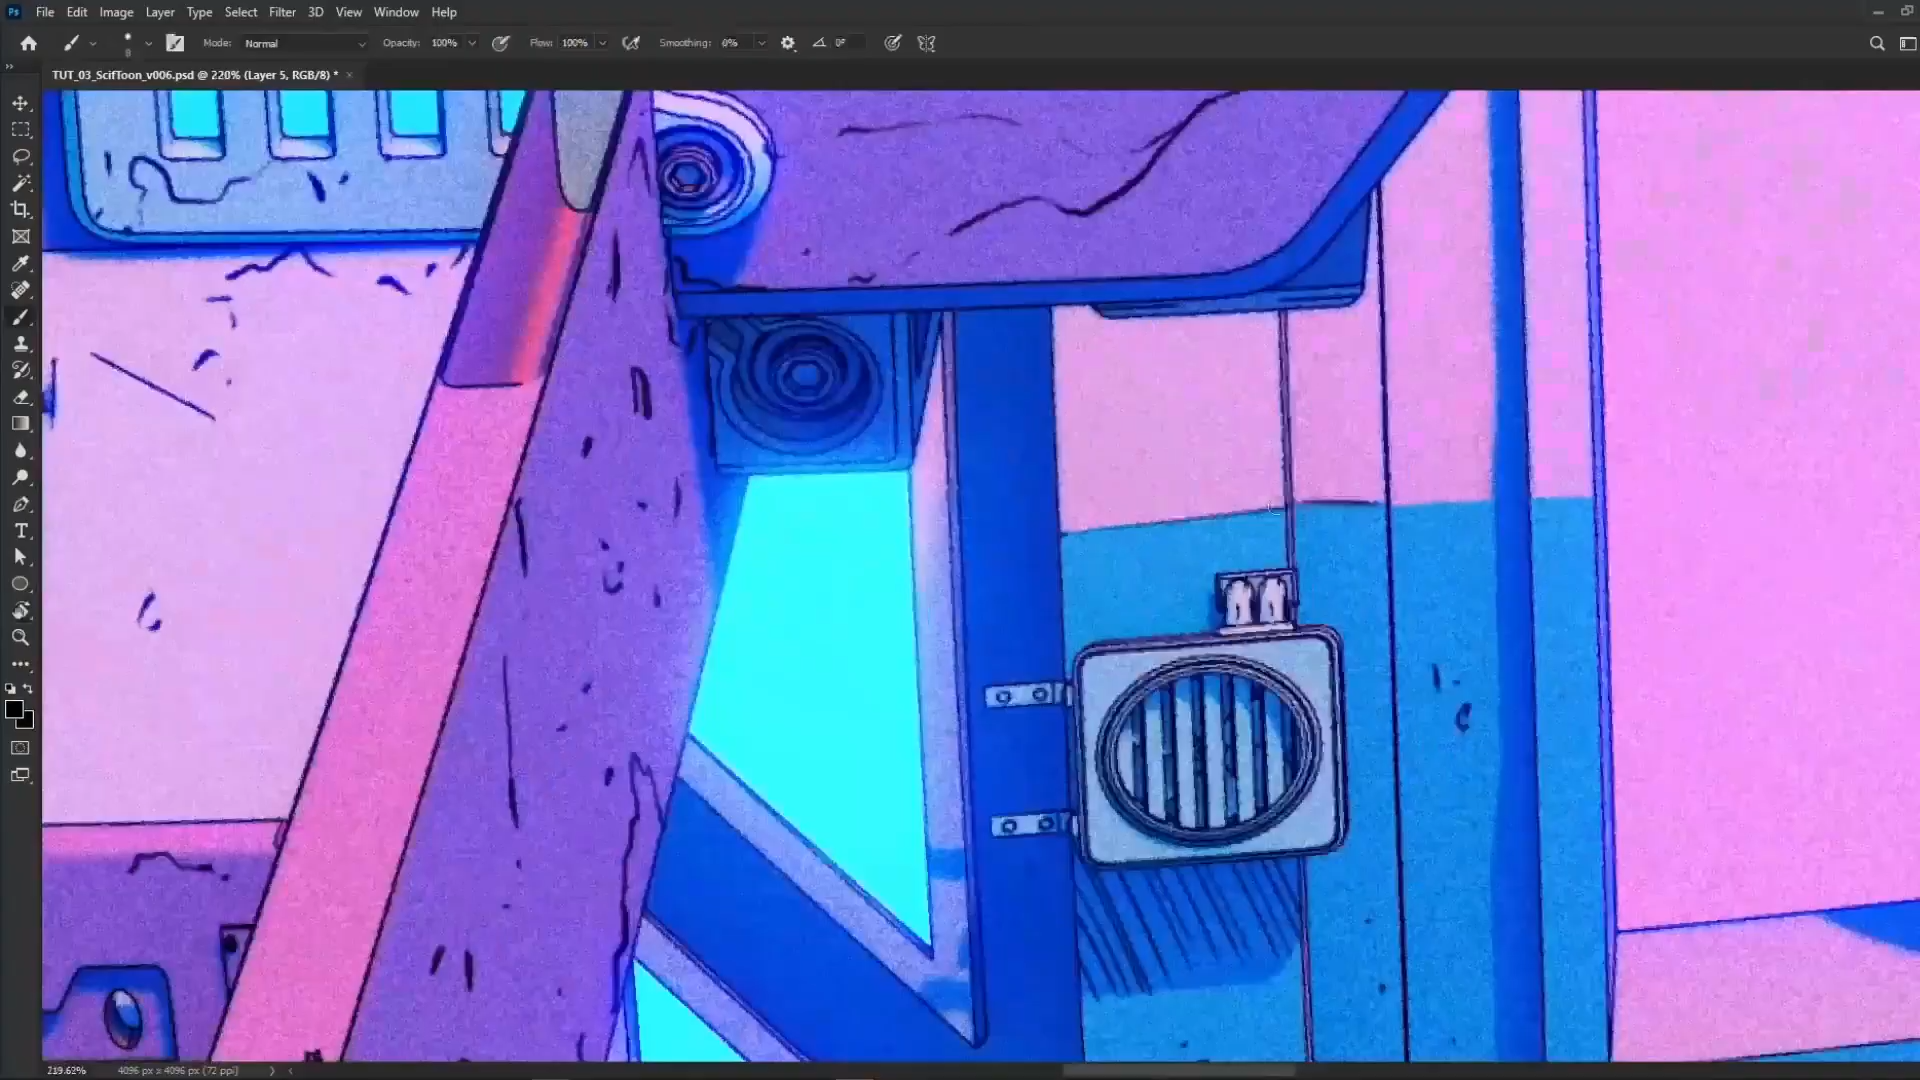 Ps File Edit Image Layer Type Select Filter 3D View Window Help
8 Mode: Normal Opacity: 100% Flow: 100% Smoothing: 0% 0°
TUT_03_ScifToon_v006.psd @ 220% (Layer 5, RGB/8) * ×
219.62% 4096 px x 4096 px (72 ppi)